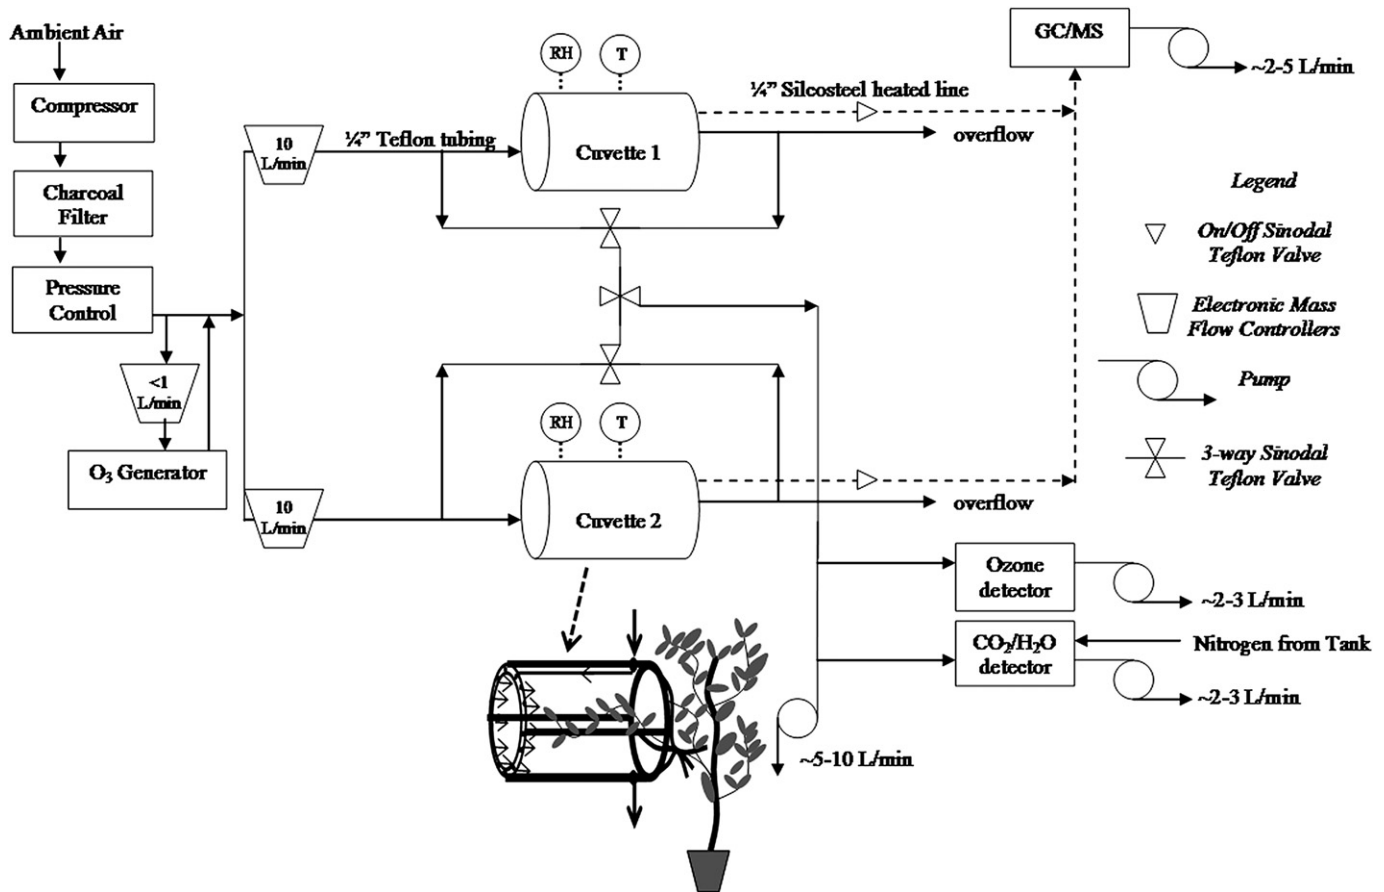 Ambient Air
Compressor
Charcoal
Filter
Pressure
Control
<1
L/min
O₃ Generator
10
L/min
¼” Teflon tubing
RH
T
Cuvette 1
¼” Silcosteel heated line
overflow
GC/MS
~2-5 L/min
10
L/min
RH
T
Cuvette 2
overflow
Ozone
detector
~2-3 L/min
CO₂/H₂O
detector
Nitrogen from Tank
~2-3 L/min
~5-10 L/min
Legend
On/Off Sinodal
Teflon Valve
Electronic Mass
Flow Controllers
Pump
3-way Sinodal
Teflon Valve